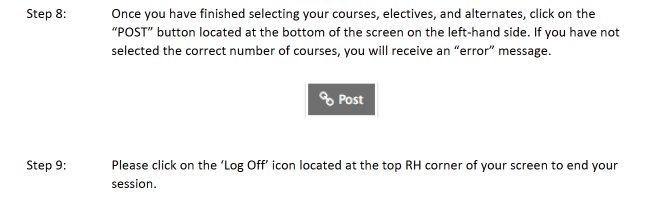 Step 8: Once you have finished selecting your courses, electives, and alternates, click on the
“POST” button located at the bottom of the screen on the left-hand side. If you have not
selected the correct number of courses, you will receive an “error” message.
Post
Step 9: Please click on the ‘Log Off’ icon located at the top RH corner of your screen to end your
session.